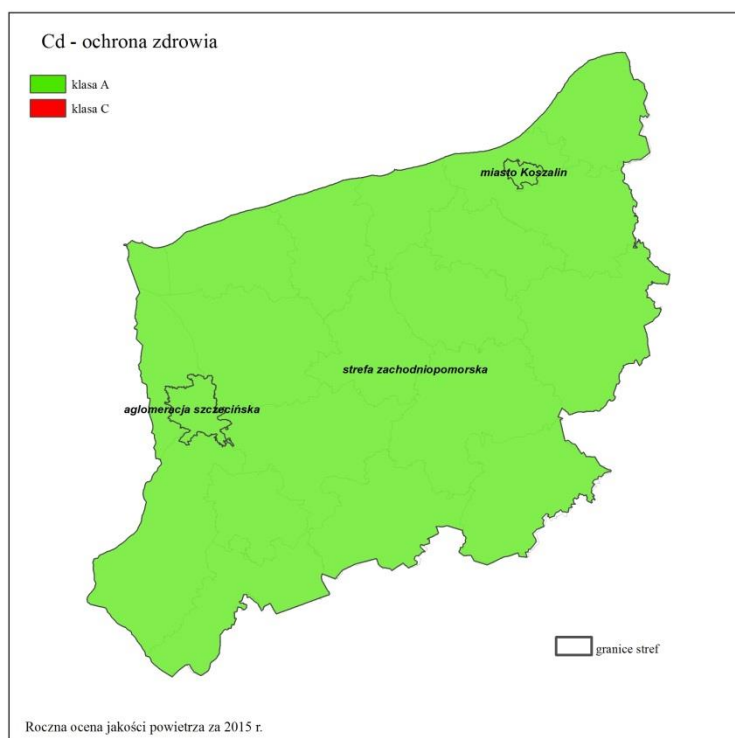 Cd - ochrona zdrowia
klasa A
klasa C
miasto Koszalin
strefa zachodniopomorska
aglomeracja szczecińska
granice stref
Roczna ocena jakości powietrza za 2015 r.